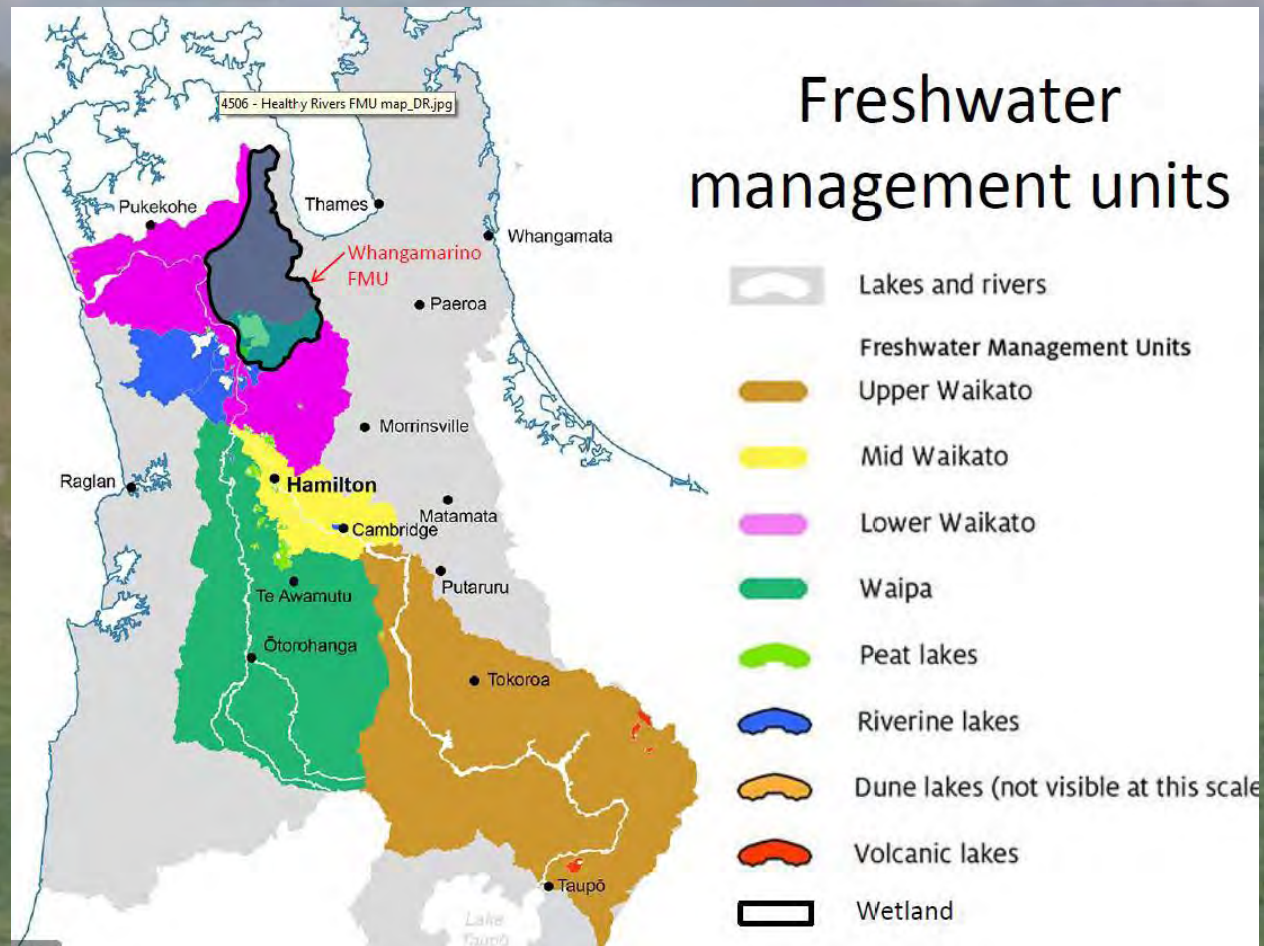 Freshwater
management units
4506 - Healthy Rivers FMU map_DR.jpg
Pukekohe
Thames
Whangamata
Whangamarino
FMU
Paeroa
Morrinsville
Raglan
Hamilton
Matamata
Cambridge
Putaruru
Te Awamutu
Ōtorohanga
Tokoroa
Taupō
Lake
Taupō
Lakes and rivers
Freshwater Management Units
Upper Waikato
Mid Waikato
Lower Waikato
Waipa
Peat lakes
Riverine lakes
Dune lakes (not visible at this scale
Volcanic lakes
Wetland